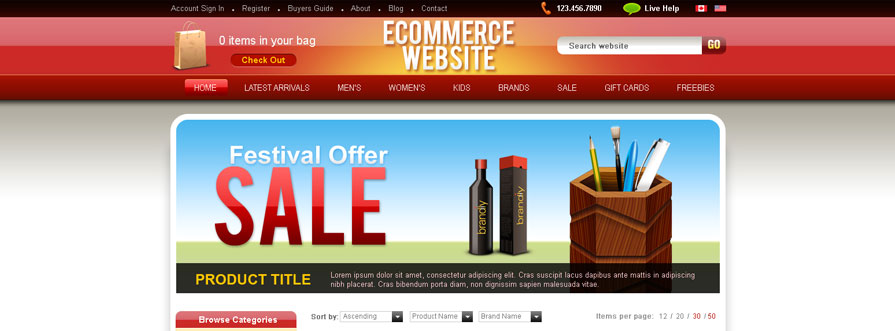 Account Sign In • Register • Buyers Guide • About • Blog • Contact
123.456.7890
Live Help
0 items in your bag
Check Out
ECOMMERCE
WEBSITE
Search website
GO
HOME LATEST ARRIVALS MEN'S WOMEN'S KIDS BRANDS SALE GIFT CARDS FREEBIES
Festival Offer
SALE
brandly
brandly
PRODUCT TITLE
Lorem ipsum dolor sit amet, consectetur adipiscing elit. Cras suscipit lacus dapibus ante mattis in adipiscing
nibh placerat. Cras bibendum porta diam, non dignissim sapien malesuada vitae.
Browse Categories
Sort by: Ascending Product Name Brand Name
Items per page: 12 / 20 / 30 / 50